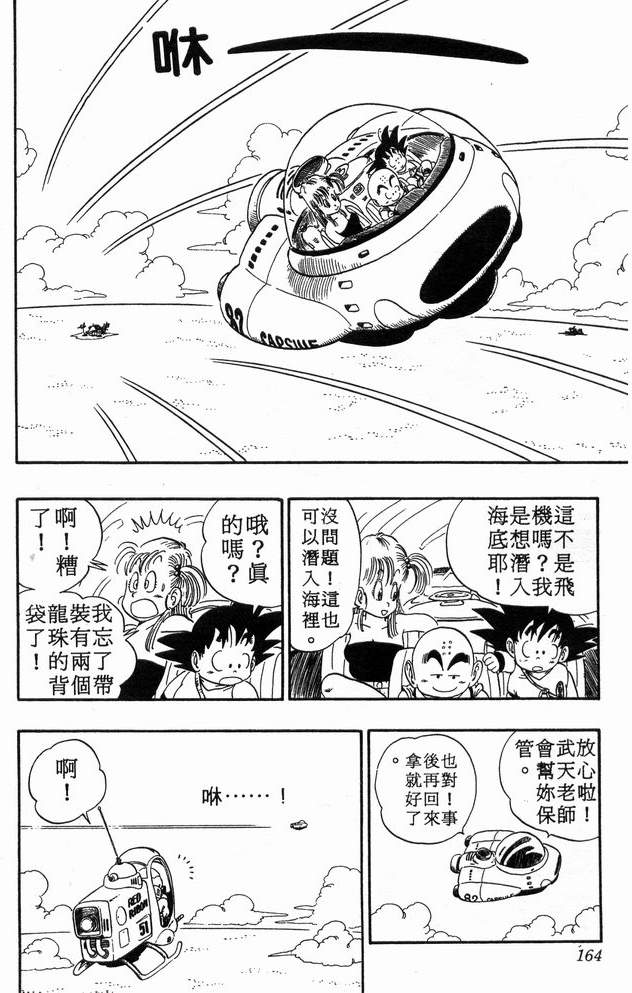 咻
92
CAPSULE
這不是飛
機嗎?我
是想潛入
海底耶!
沒問題!這也
可以潛入海裡。
哦?真
的嗎?
啊!糟
了!
我忘了帶
裝有兩個
龍珠的背
袋了!
放心啦!
武天老師
會幫妳保
管。
也對!事
後再回來
拿就好了
。
92
CAPSULE
咻……!
啊!
RED
RIBBON
51
164